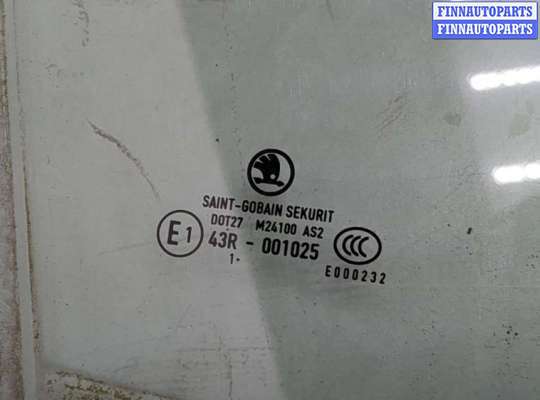 FINNAUTOPARTS
FINNAUTOPARTS
SAINT-GOBAIN SEKURIT
DOT27 M24100 AS2
E1 43R - 001025 CCC
1·
E000232